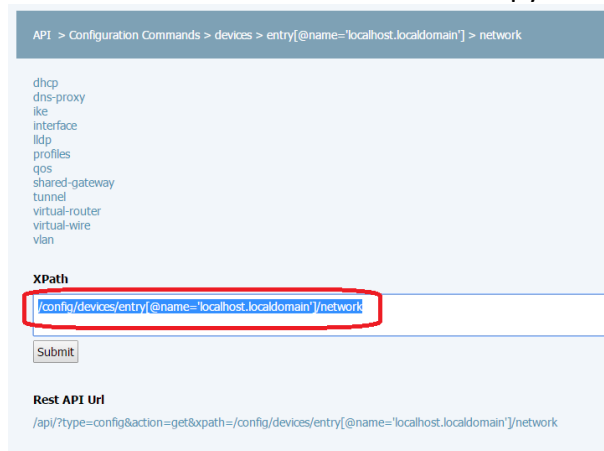 API > Configuration Commands > devices > entry[@name='localhost.localdomain'] > network
dhcp
dns-proxy
ike
interface
lldp
profiles
qos
shared-gateway
tunnel
virtual-router
virtual-wire
vlan
XPath
/config/devices/entry[@name='localhost.localdomain']/network
Submit
Rest API Url
/api/?type=config&action=get&xpath=/config/devices/entry[@name='localhost.localdomain']/network